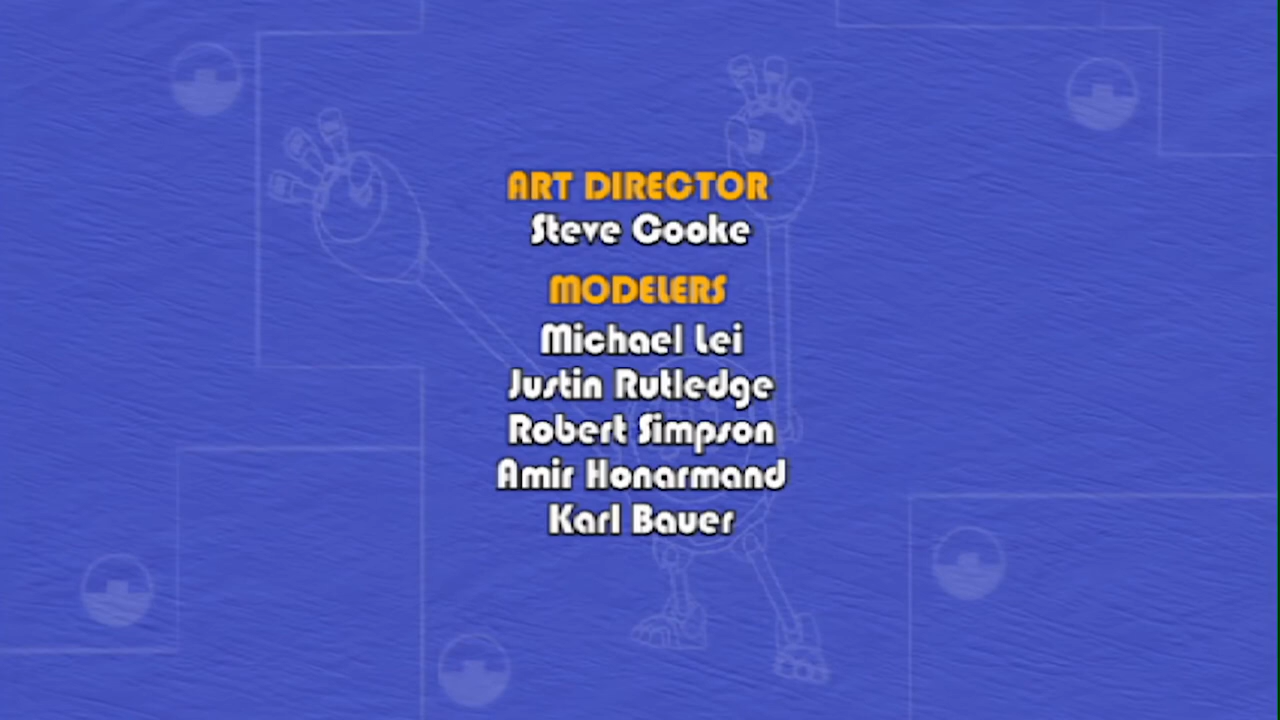 ART DIRECTOR
Steve Cooke
MODELERS
Michael Lei
Justin Rutledge
Robert Simpson
Amir Honarmand
Karl Bauer